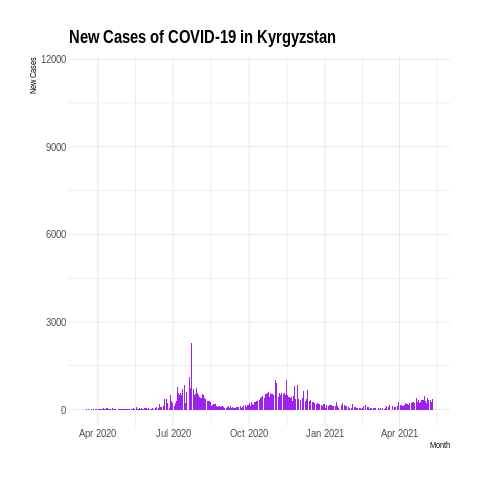 New Cases of COVID-19 in Kyrgyzstan
New Cases
12000
9000
6000
3000
0
Apr 2020 Jul 2020 Oct 2020 Jan 2021 Apr 2021
Month